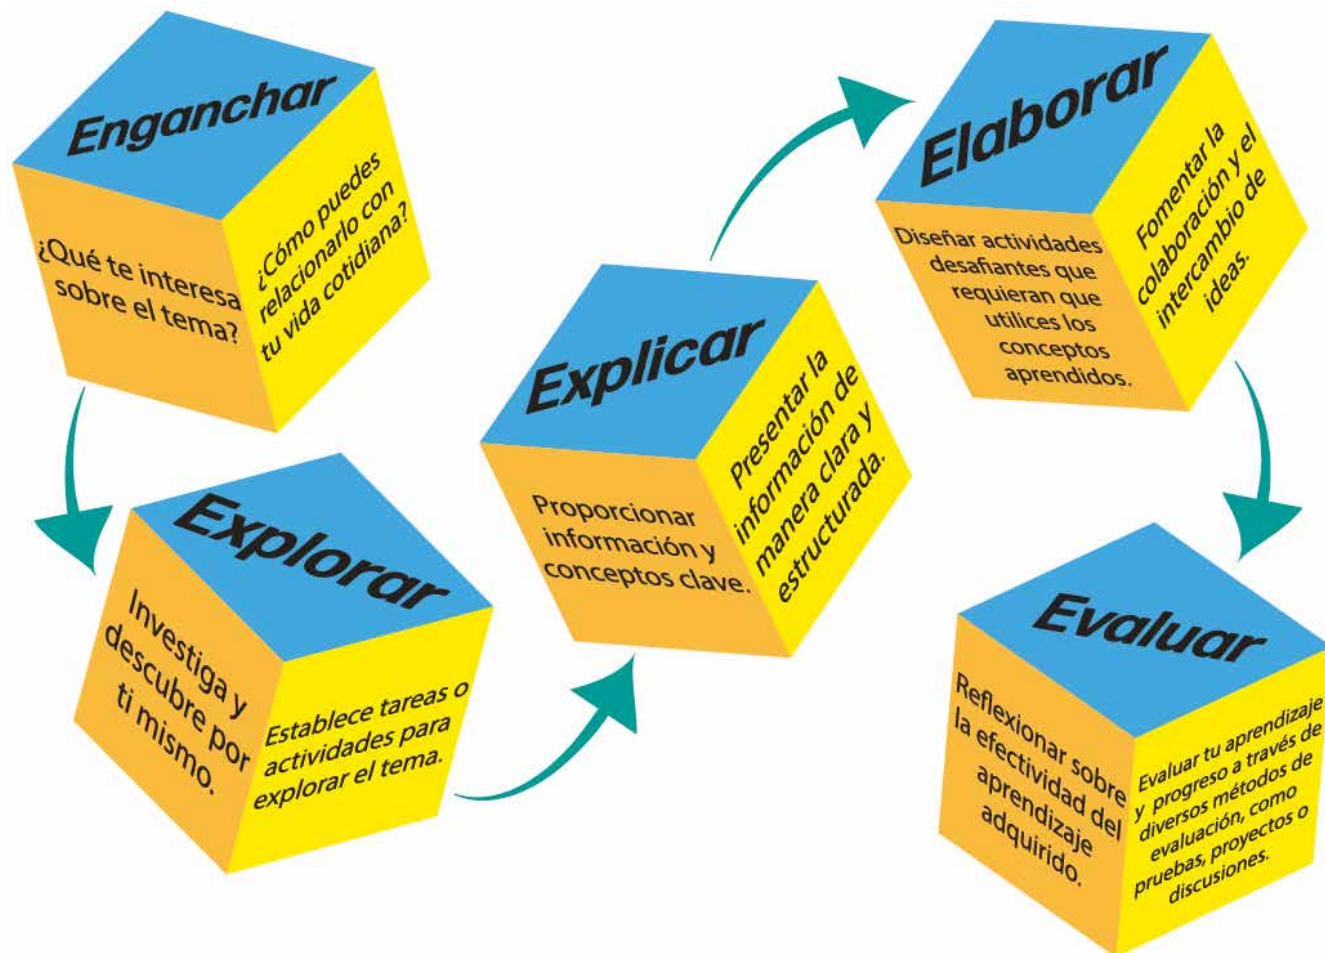 Enganchar
¿Qué te interesa
sobre el tema?
¿Cómo puedes
relacionarlo con
tu vida cotidiana?
Explorar
Investiga y
descubre por
ti mismo.
Establece tareas o
actividades para
explorar el tema.
Explicar
Proporcionar
información y
conceptos clave.
Presentar la
información de
manera clara y
estructurada.
Elaborar
Diseñar actividades
desafiantes que
requieran que
utilices los
conceptos
aprendidos.
Fomentar la
colaboración y el
intercambio de
ideas.
Evaluar
Reflexionar sobre
la efectividad del
aprendizaje
adquirido.
Evaluar tu aprendizaje
y progreso a través de
diversos métodos de
evaluación, como
pruebas, proyectos o
discusiones.